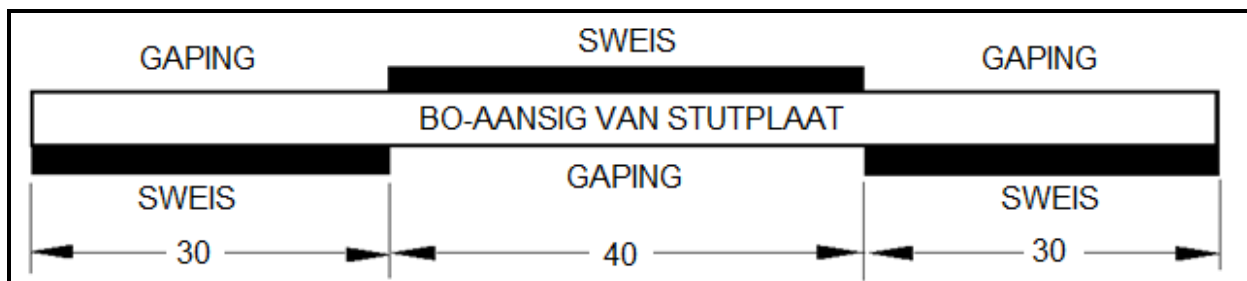 GAPING SWEIS GAPING
BO-AANSIG VAN STUTPLAAT
SWEIS GAPING SWEIS
30 40 30